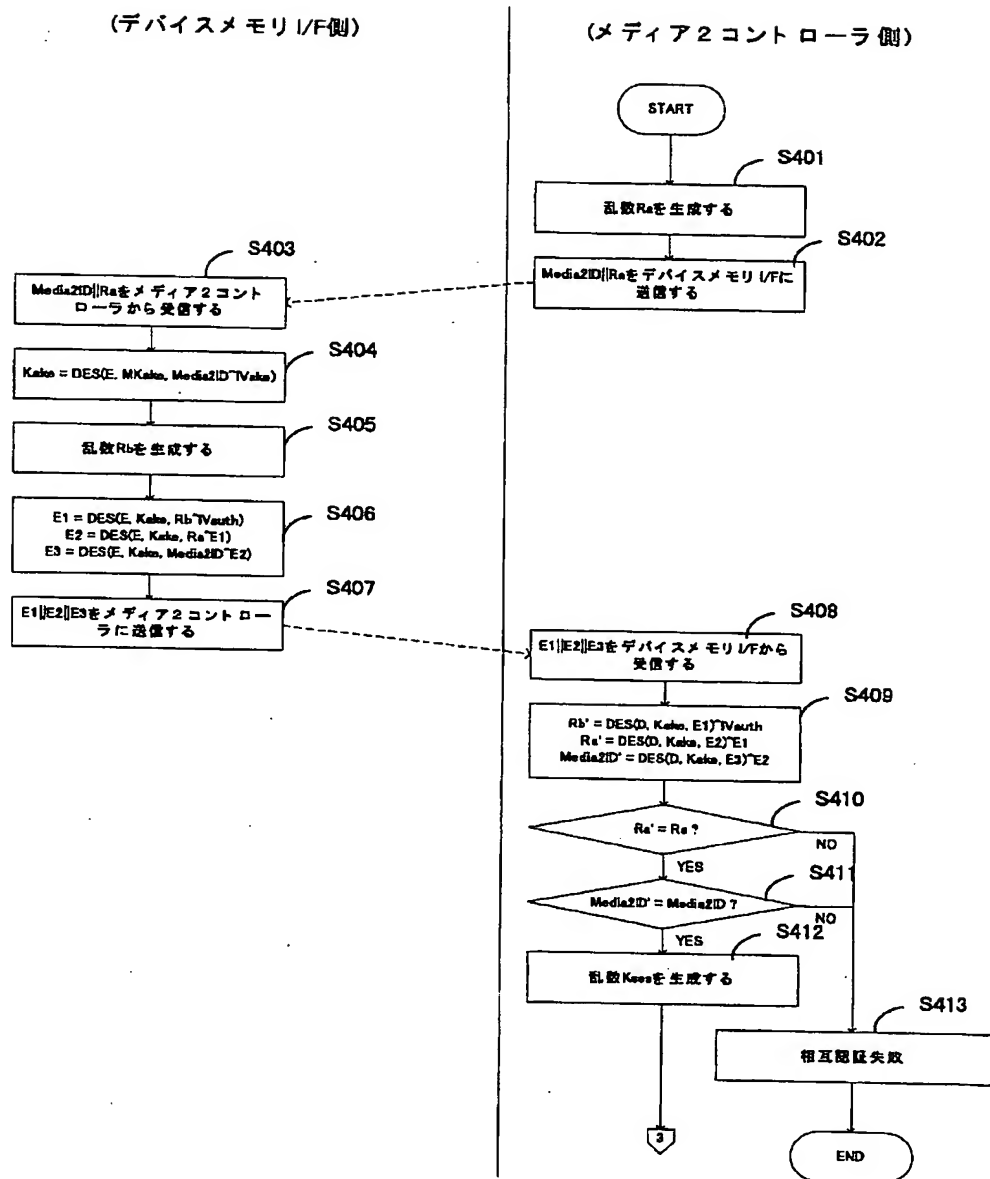 (デバイスメモリI/F側)
(メディア2コントローラ側)
START
S401
乱数Raを生成する
S402
Media2ID||RaをデバイスメモリI/Fに
送信する
S403
Media2ID||Raをメディア2コント
ローラから受信する
S404
Kake = DES(E, MKake, Media2ID^IVake)
S405
乱数Rbを生成する
S406
E1 = DES(E, Kake, Rb^IVauth)
E2 = DES(E, Kake, Ra^E1)
E3 = DES(E, Kake, Media2ID^E2)
S407
E1||E2||E3をメディア2コントロー
ラに送信する
S408
E1||E2||E3をデバイスメモリI/Fから
受信する
S409
Rb' = DES(D, Kake, E1)^IVauth
Ra' = DES(D, Kake, E2)^E1
Media2ID' = DES(D, Kake, E3)^E2
S410
Ra' = Ra ?
NO
YES
S411
Media2ID' = Media2ID ?
NO
YES
S412
乱数Ksesを生成する
S413
相互認証失敗
3
END